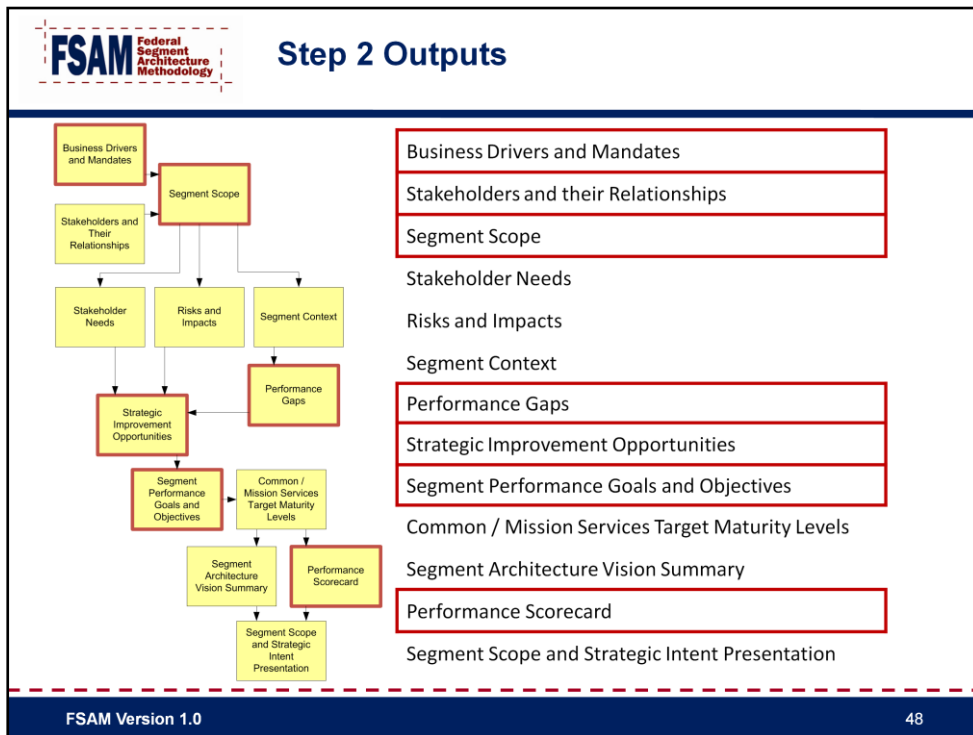 FSAM Federal
Segment
Architecture
Methodology
Step 2 Outputs
Business Drivers
and Mandates
Segment Scope
Stakeholders and
Their
Relationships
Stakeholder
Needs
Risks and
Impacts
Segment Context
Performance
Gaps
Strategic
Improvement
Opportunities
Segment
Performance
Goals and
Objectives
Common /
Mission Services
Target Maturity
Levels
Segment
Architecture
Vision Summary
Performance
Scorecard
Segment Scope
and Strategic
Intent
Presentation
Business Drivers and Mandates
Stakeholders and their Relationships
Segment Scope
Stakeholder Needs
Risks and Impacts
Segment Context
Performance Gaps
Strategic Improvement Opportunities
Segment Performance Goals and Objectives
Common / Mission Services Target Maturity Levels
Segment Architecture Vision Summary
Performance Scorecard
Segment Scope and Strategic Intent Presentation
FSAM Version 1.0
48